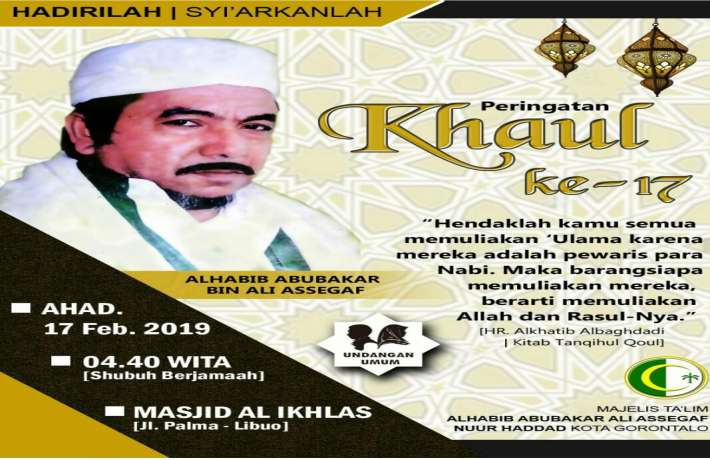 HADIRILAH | SYI'ARKANLAH
Peringatan
Khaul
ke-17
"Hendaklah kamu semua
memuliakan 'Ulama karena
mereka adalah pewaris para
Nabi. Maka barangsiapa
memuliakan mereka,
berarti memuliakan
Allah dan Rasul-Nya."
[HR. Alkhatib Albaghdadi
| Kitab Tanqihul Qoul]
ALHABIB ABUBAKAR
BIN ALI ASSEGAF
AHAD.
17 Feb. 2019
04.40 WITA
[Shubuh Berjamaah]
MASJID AL IKHLAS
[Jl. Palma - Libuo]
UNDANGAN
UMUM
MAJELIS TA'LIM
ALHABIB ABUBAKAR ALI ASSEGAF
NUUR HADDAD KOTA GORONTALO